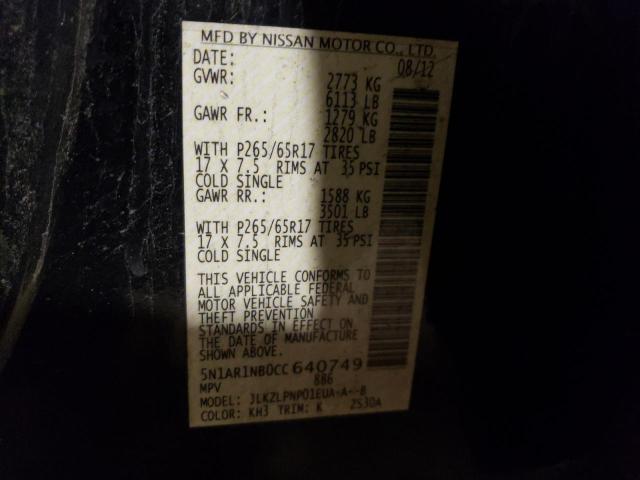 MFD BY NISSAN MOTOR CO., LTD.
DATE: 08/12
GVWR: 2773 KG
6113 LB
GAWR FR.: 1279 KG
2820 LB
WITH P265/65R17 TIRES
17 X 7.5 RIMS AT 35 PSI
COLD SINGLE
GAWR RR.: 1588 KG
3501 LB
WITH P265/65R17 TIRES
17 X 7.5 RIMS AT 35 PSI
COLD SINGLE
THIS VEHICLE CONFORMS TO
ALL APPLICABLE FEDERAL
MOTOR VEHICLE SAFETY AND
THEFT PREVENTION
STANDARDS IN EFFECT ON
THE DATE OF MANUFACTURE
SHOWN ABOVE.
5N1AR1NB0CC640749
MPV 886
MODEL: JLKZLPNP01EUA-A--B
COLOR: KH3 TRIM: K 2S30A